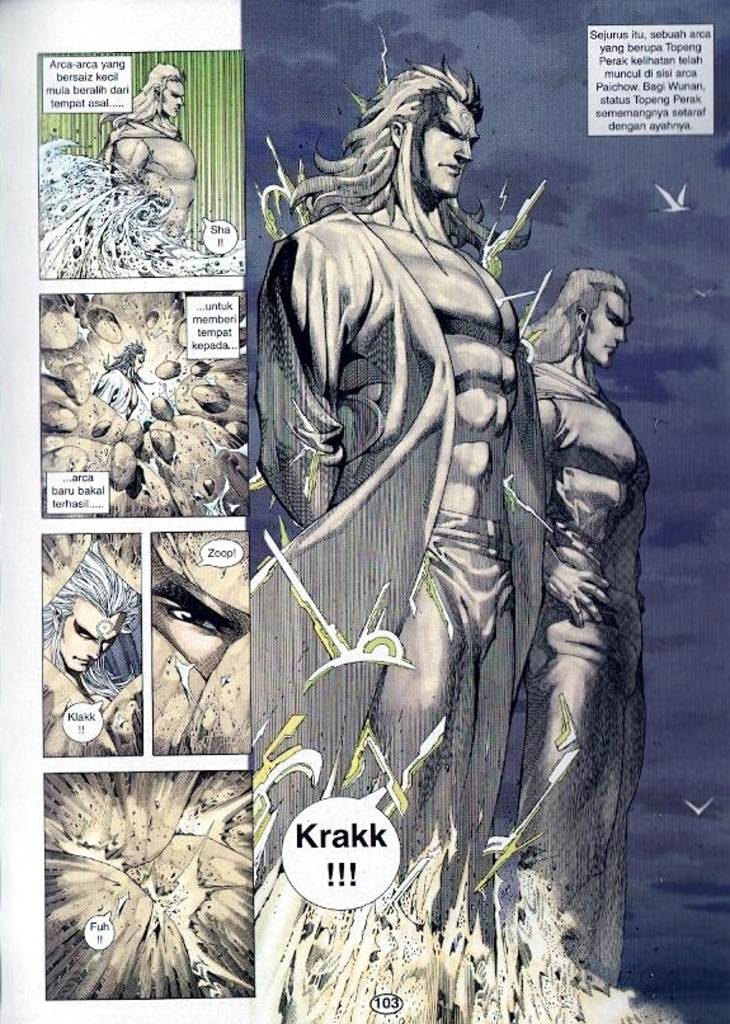 Arca-arca yang
bersaiz kecil
mula beralih dari
tempat asal.....
Sha
!!
...untuk
memberi
tempat
kepada...
...arca
baru bakal
terhasil.....
Klakk
!!
Zoop!
Fuh
!!
Sejurus itu, sebuah arca
yang berupa Topeng
Perak kelihatan telah
muncul di sisi arca
Paichow. Bagi Wunan,
status Topeng Perak
sememangnya setaraf
dengan ayahnya.
Krakk
!!!
103